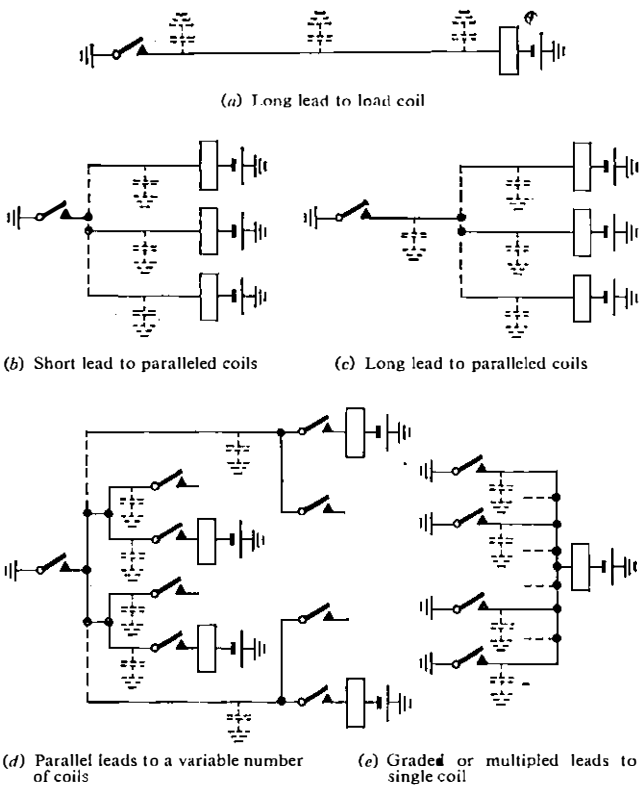 (a) Long lead to load coil
(b) Short lead to paralleled coils
(c) Long lead to paralleled coils
(d) Parallel leads to a variable number
of coils
(e) Graded or multipled leads to
single coil